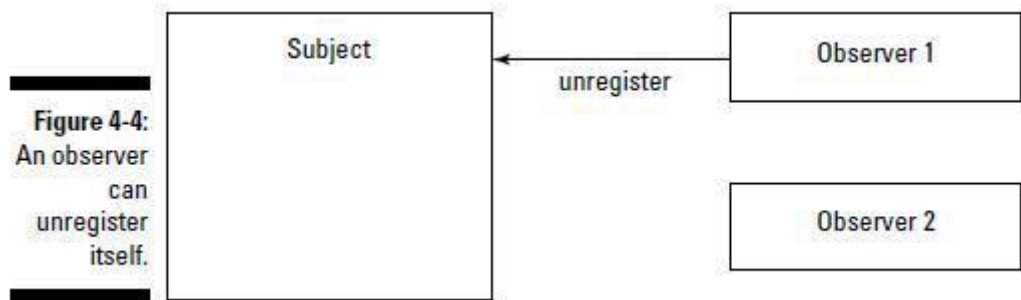 Subject
unregister
Observer 1
Observer 2
Figure 4-4:
An observer
can
unregister
itself.